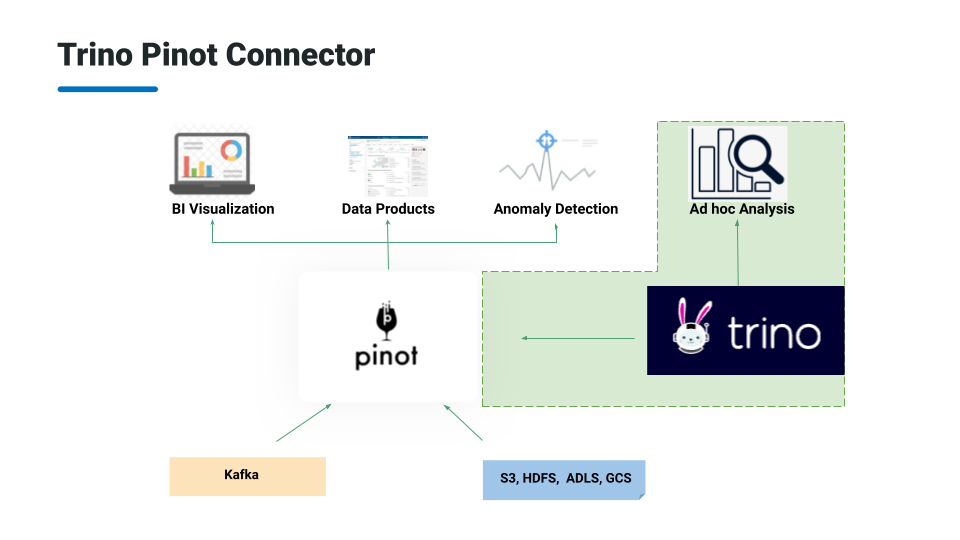 Trino Pinot Connector
BI Visualization
Data Products
Anomaly Detection
Ad hoc Analysis
pinot
trino
Kafka
S3, HDFS, ADLS, GCS